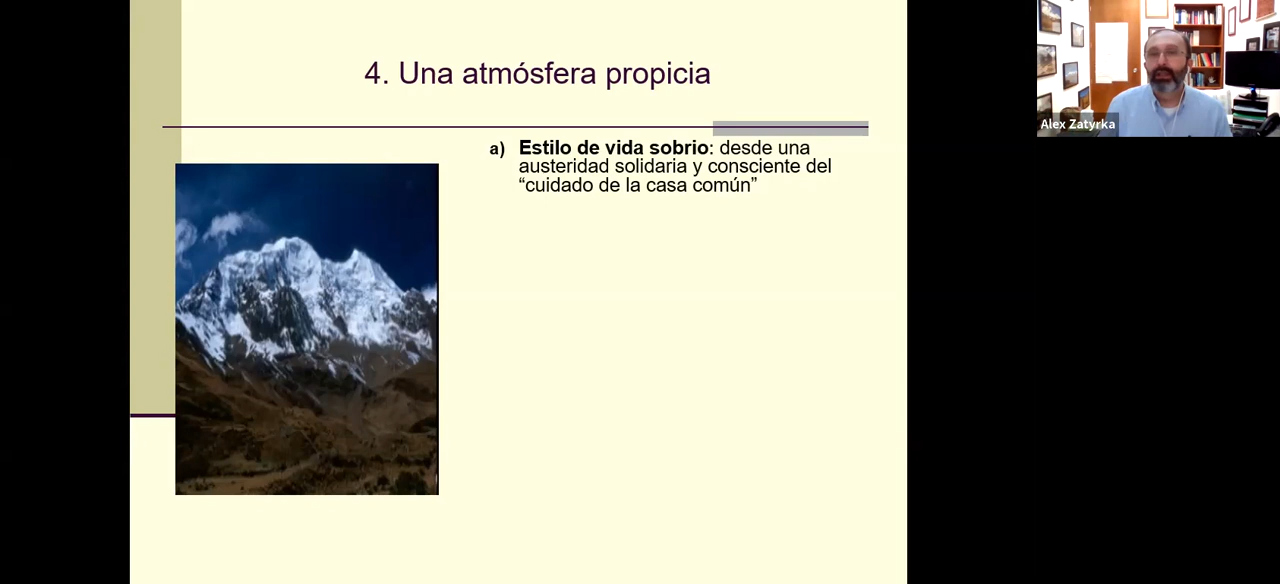 4. Una atmósfera propicia
a) Estilo de vida sobrio: desde una
austeridad solidaria y consciente del
“cuidado de la casa común”
Alex Zatyrka